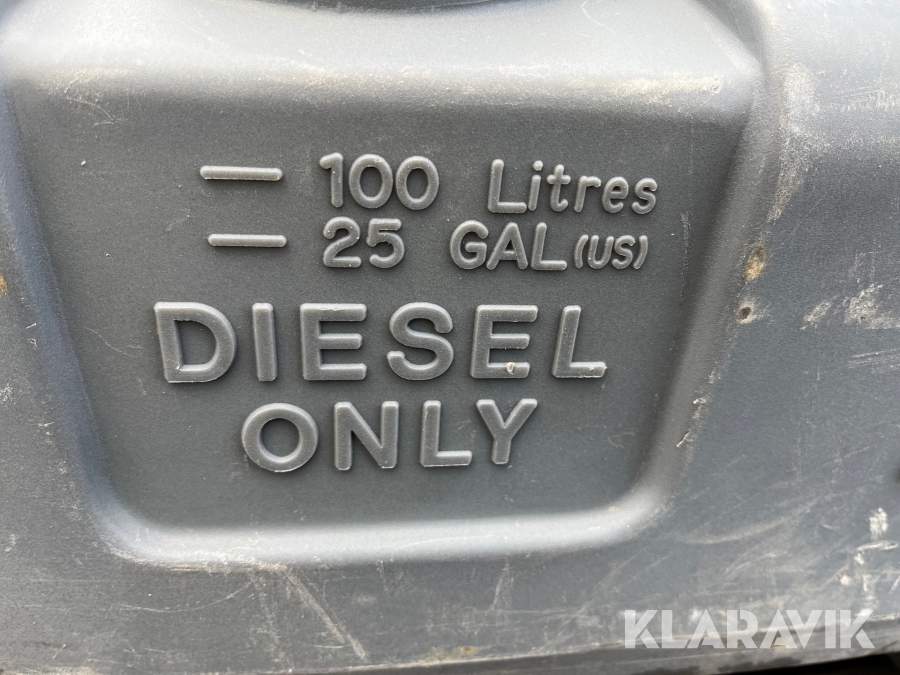 100 Litres
25 GAL (US)
DIESEL
ONLY
KLARAVIK